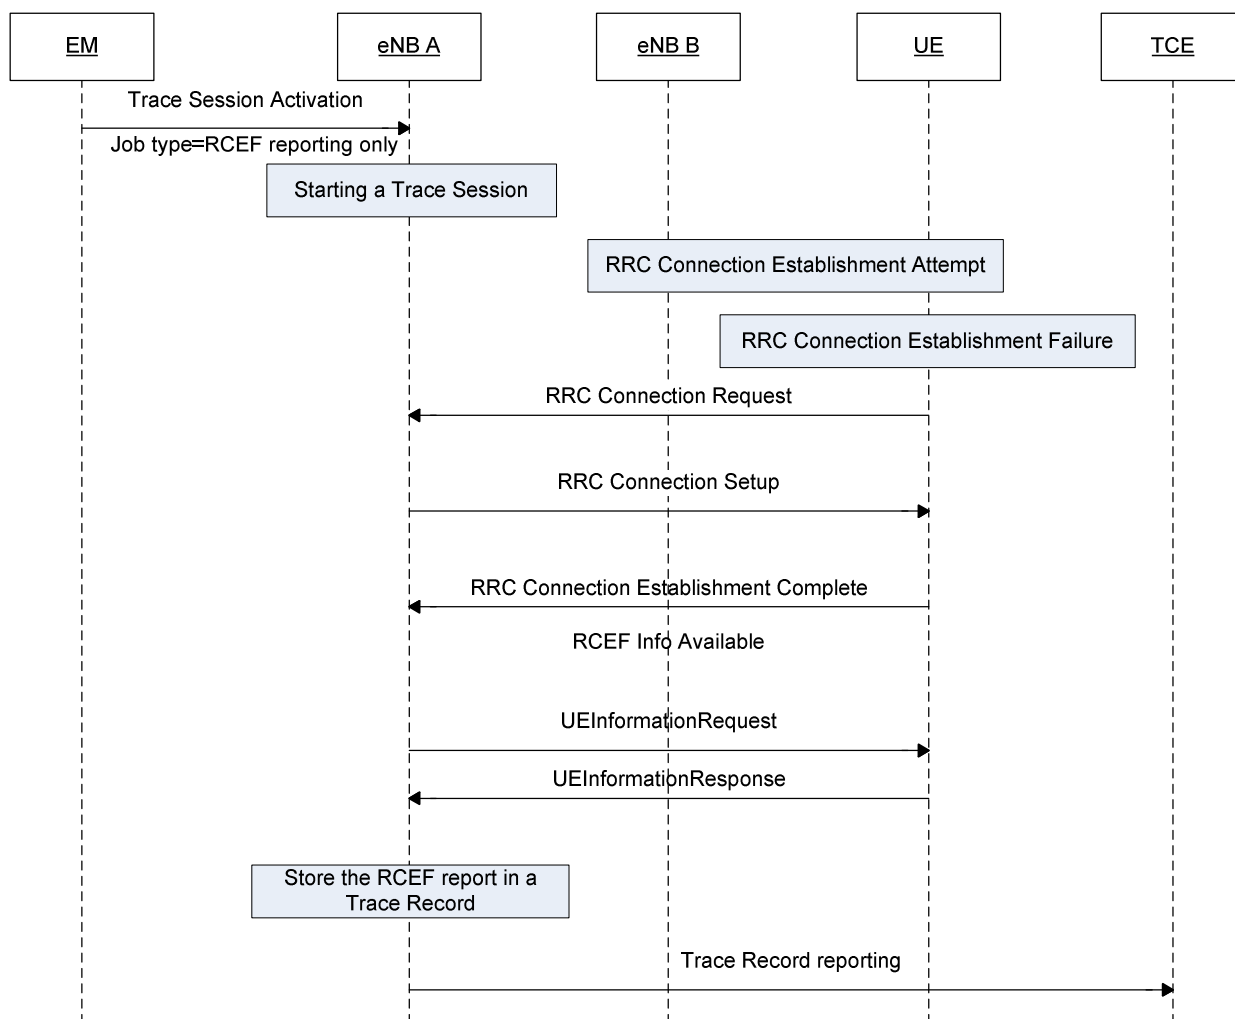 EM
eNB A
eNB B
UE
TCE
Trace Session Activation
Job type=RCEF reporting only
Starting a Trace Session
RRC Connection Establishment Attempt
RRC Connection Establishment Failure
RRC Connection Request
RRC Connection Setup
RRC Connection Establishment Complete
RCEF Info Available
UEInformationRequest
UEInformationResponse
Store the RCEF report in a
Trace Record
Trace Record reporting